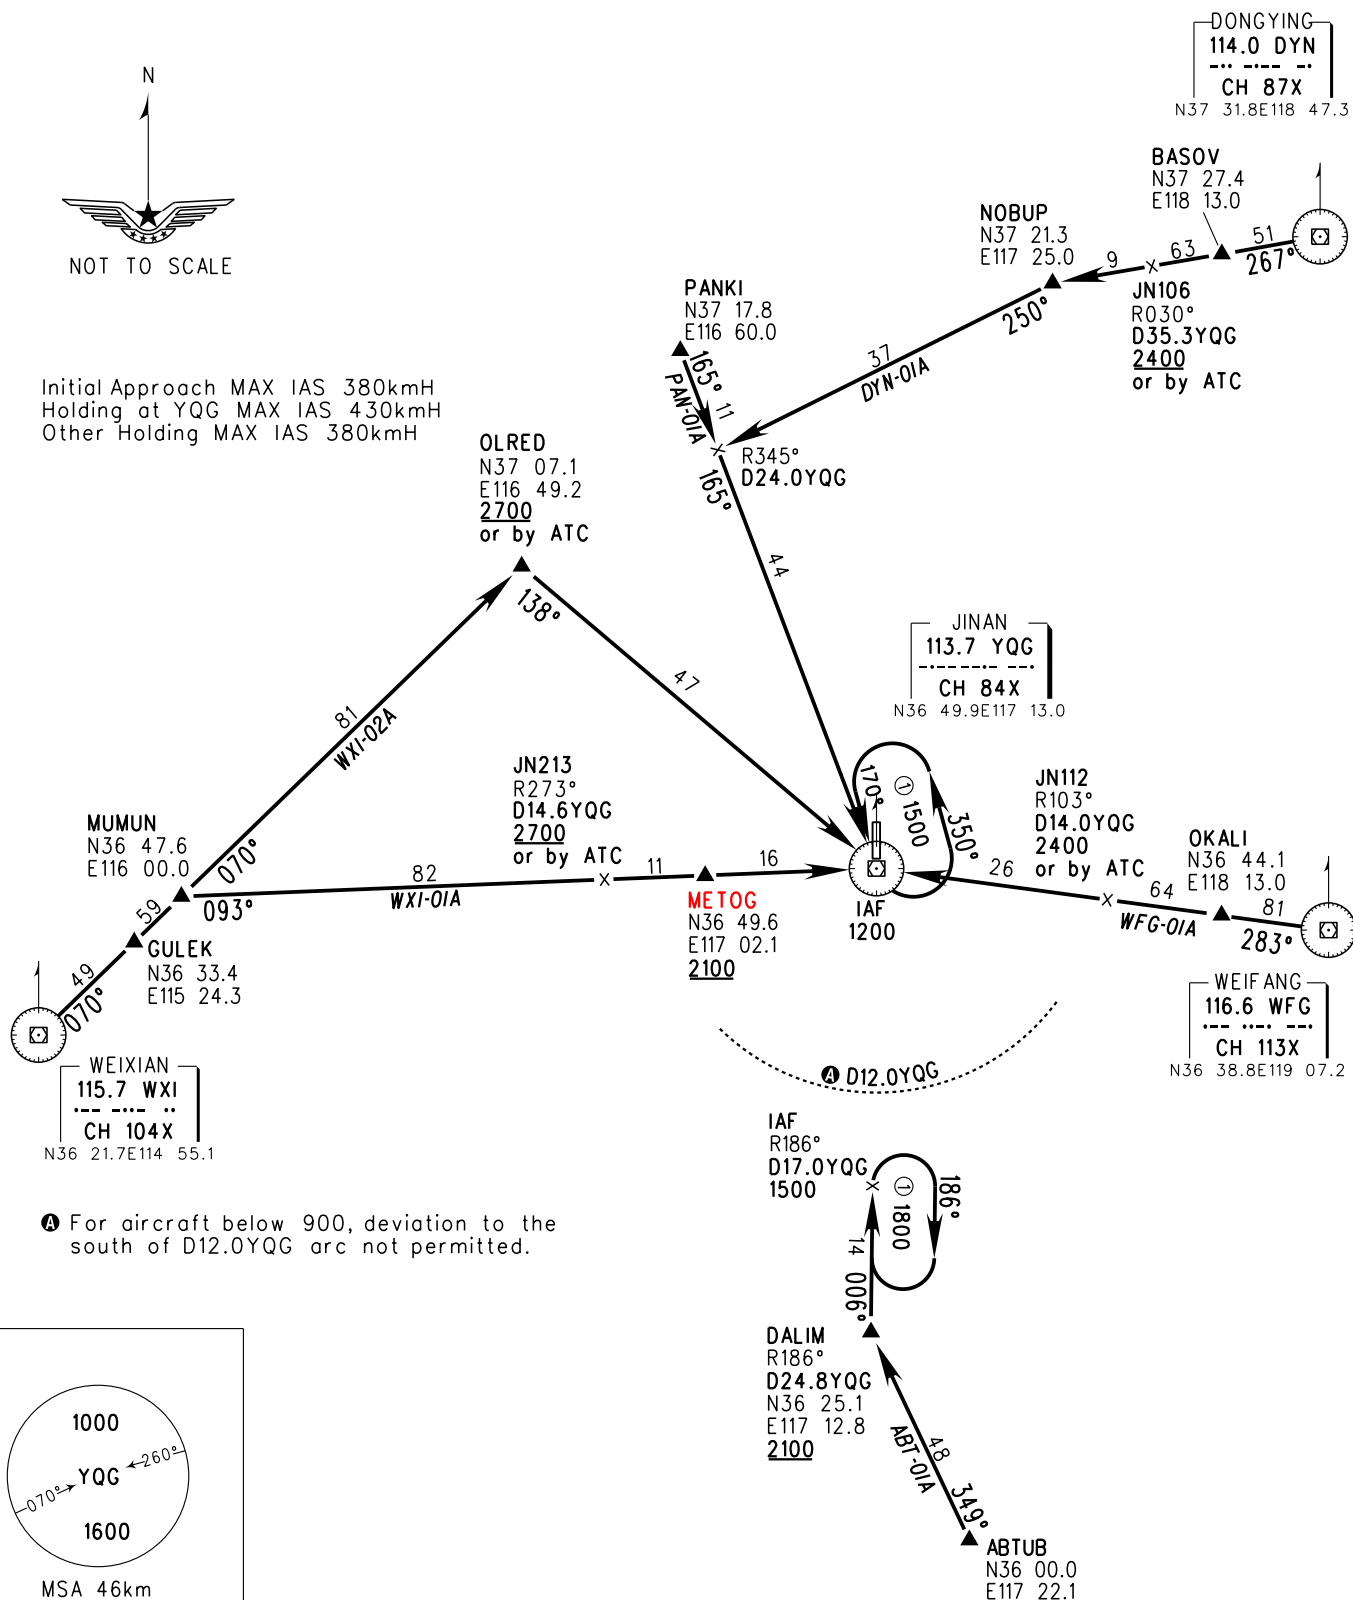 DONGYING
114.0 DYN
CH 87X
N37 31.8E118 47.3
N
NOT TO SCALE
BASOV
N37 27.4
E118 13.0
NOBUP
N37 21.3
E117 25.0
51
267°
63
9
JN106
R030°
D35.3YQG
2400
or by ATC
250°
37
DYN-01A
PANKI
N37 17.8
E116 60.0
165°
11
PAN-01A
R345°
D24.0YQG
165°
44
Initial Approach MAX IAS 380kmH
Holding at YQG MAX IAS 430kmH
Other Holding MAX IAS 380kmH
OLRED
N37 07.1
E116 49.2
2700
or by ATC
138°
47
81
WXI-02A
JINAN
113.7 YQG
CH 84X
N36 49.9E117 13.0
170°
① 1500
350°
IAF
1200
JN213
R273°
D14.6YQG
2700
or by ATC
MUMUN
N36 47.6
E116 00.0
070°
093°
82
WXI-01A
11
16
METOG
N36 49.6
E117 02.1
2100
59
GULEK
N36 33.4
E115 24.3
49
070°
WEIXIAN
115.7 WXI
CH 104X
N36 21.7E114 55.1
JN112
R103°
D14.0YQG
2400
or by ATC
26
64
WFG-01A
OKALI
N36 44.1
E118 13.0
81
283°
WEIFANG
116.6 WFG
CH 113X
N36 38.8E119 07.2
A D12.0YQG
A For aircraft below 900, deviation to the
south of D12.0YQG arc not permitted.
IAF
R186°
D17.0YQG
1500
① 1800
186°
14
006°
DALIM
R186°
D24.8YQG
N36 25.1
E117 12.8
2100
48
ABT-01A
349°
ABTUB
N36 00.0
E117 22.1
1000
260°
YQG
070°
1600
MSA 46km